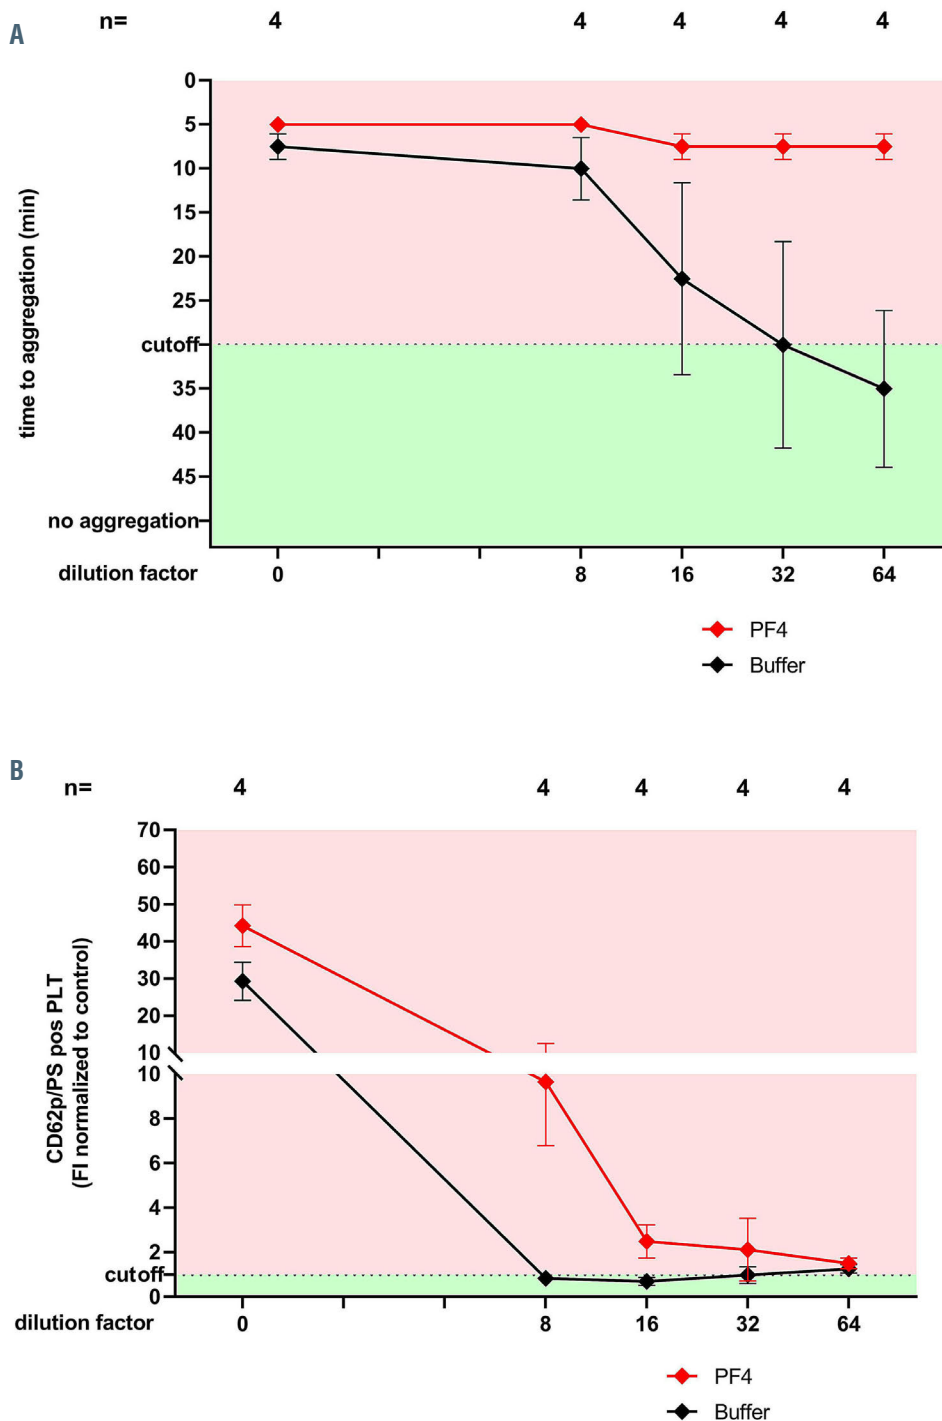 A
n= 4 4 4 4 4
time to aggregation (min)
0
5
10
15
20
25
cutoff
35
40
45
no aggregation
dilution factor 0 8 16 32 64
PF4
Buffer
B
n= 4 4 4 4 4
CD62p/PS pos PLT
(FI normalized to control)
70
60
50
40
30
20
10
10
8
6
4
2
cutoff
0
dilution factor 0 8 16 32 64
PF4
Buffer